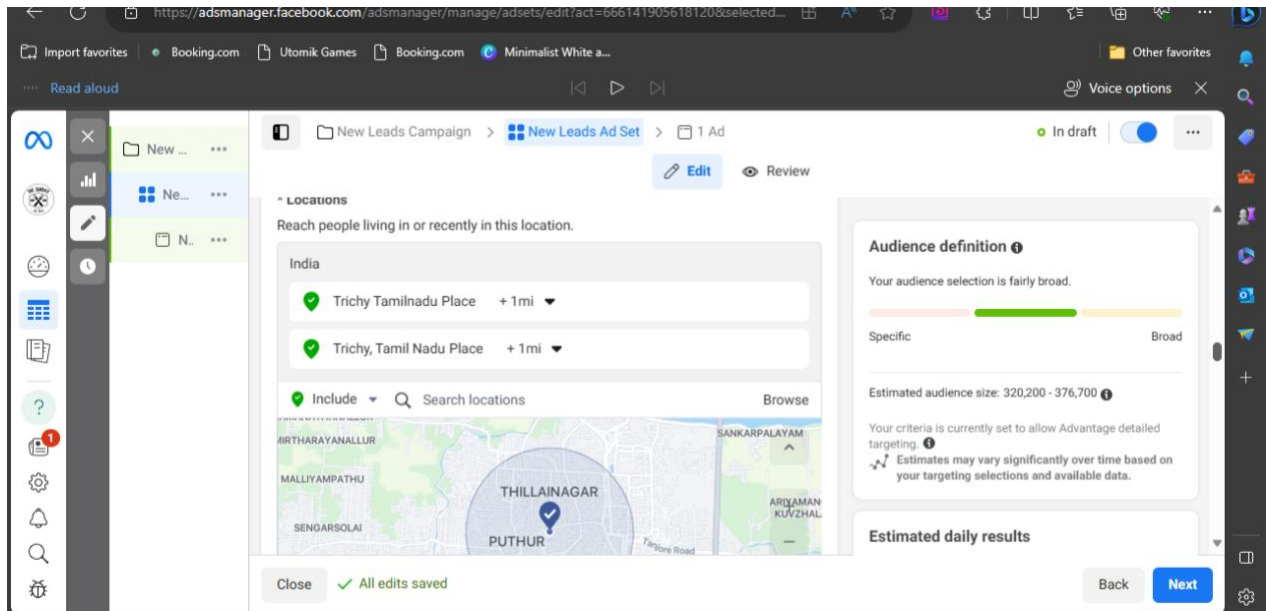 https://adsmanager.facebook.com/adsmanager/manage/adsets/edit?act=666141905618120&selected...
Import favorites
Booking.com
Utomik Games
Booking.com
Minimalist White a...
Other favorites
Read aloud
Voice options
New Leads Campaign > New Leads Ad Set > 1 Ad
In draft
New ...
Edit
Review
Ne...
N..
* Locations
Reach people living in or recently in this location.
India
Trichy Tamilnadu Place + 1mi
Trichy, Tamil Nadu Place + 1mi
Include
Search locations
Browse
MIRTHARAYANALLUR
SANKARPALAYAM
MALLIYAMPATHU
THILLAINAGAR
SENGARSOLAI
PUTHUR
Tanjore Road
ARIYAMAN
KUVZHAL
Audience definition
Your audience selection is fairly broad.
Specific
Broad
Estimated audience size: 320,200 - 376,700
Your criteria is currently set to allow Advantage detailed
targeting.
Estimates may vary significantly over time based on
your targeting selections and available data.
Estimated daily results
1
Close
All edits saved
Back
Next